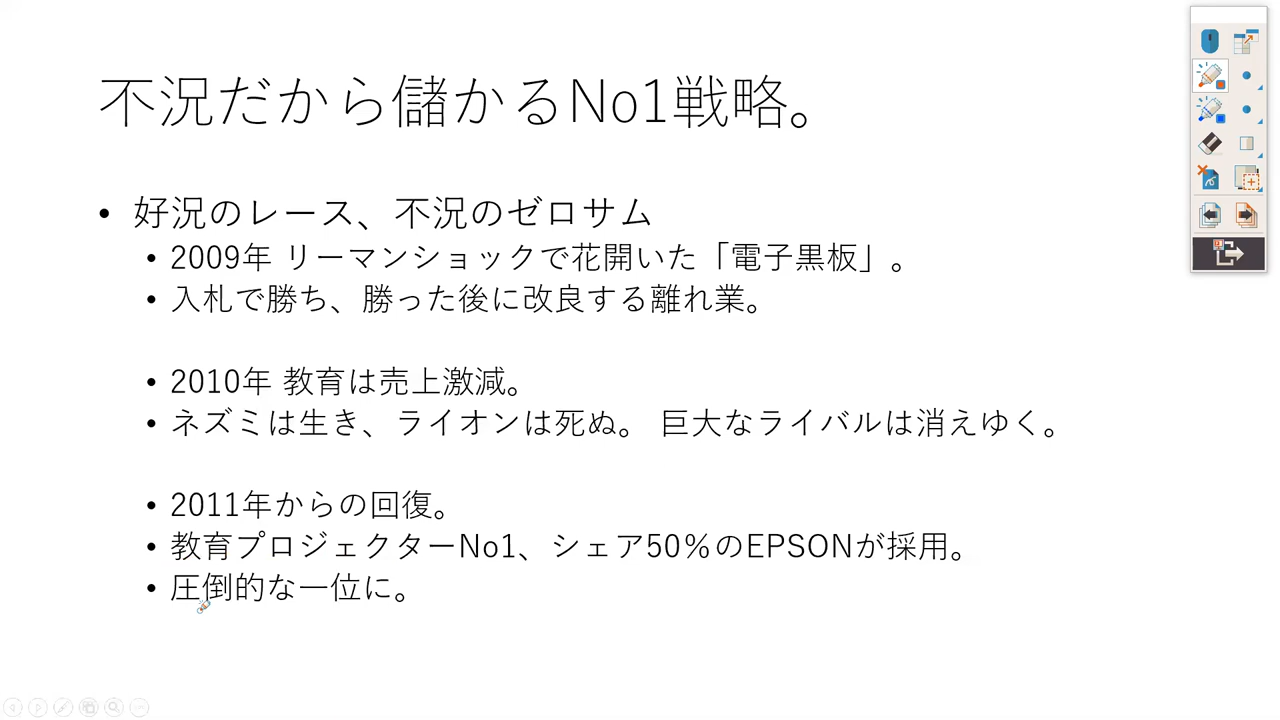 不況だから儲かるNo1戦略。
• 好況のレース、不況のゼロサム
• 2009年 リーマンショックで花開いた「電子黒板」。
• 入札で勝ち、勝った後に改良する離れ業。
• 2010年 教育は売上激減。
• ネズミは生き、ライオンは死ぬ。 巨大なライバルは消えゆく。
• 2011年からの回復。
• 教育プロジェクターNo1、シェア50%のEPSONが採用。
• 圧倒的な一位に。